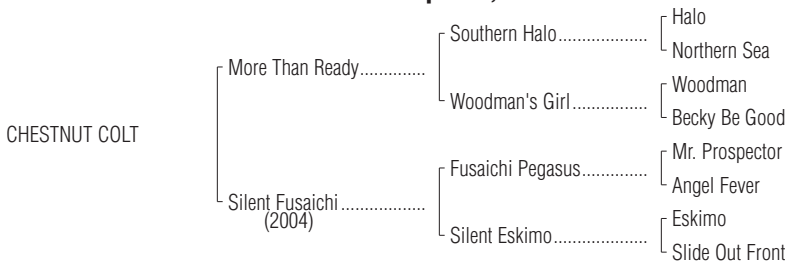 Halo
Southern Halo....................
Northern Sea
More Than Ready..............
Woodman
Woodman's Girl.................
Becky Be Good
CHESTNUT COLT
Mr. Prospector
Fusaichi Pegasus...............
Angel Fever
Silent Fusaichi...................
(2004)
Eskimo
Silent Eskimo.....................
Slide Out Front